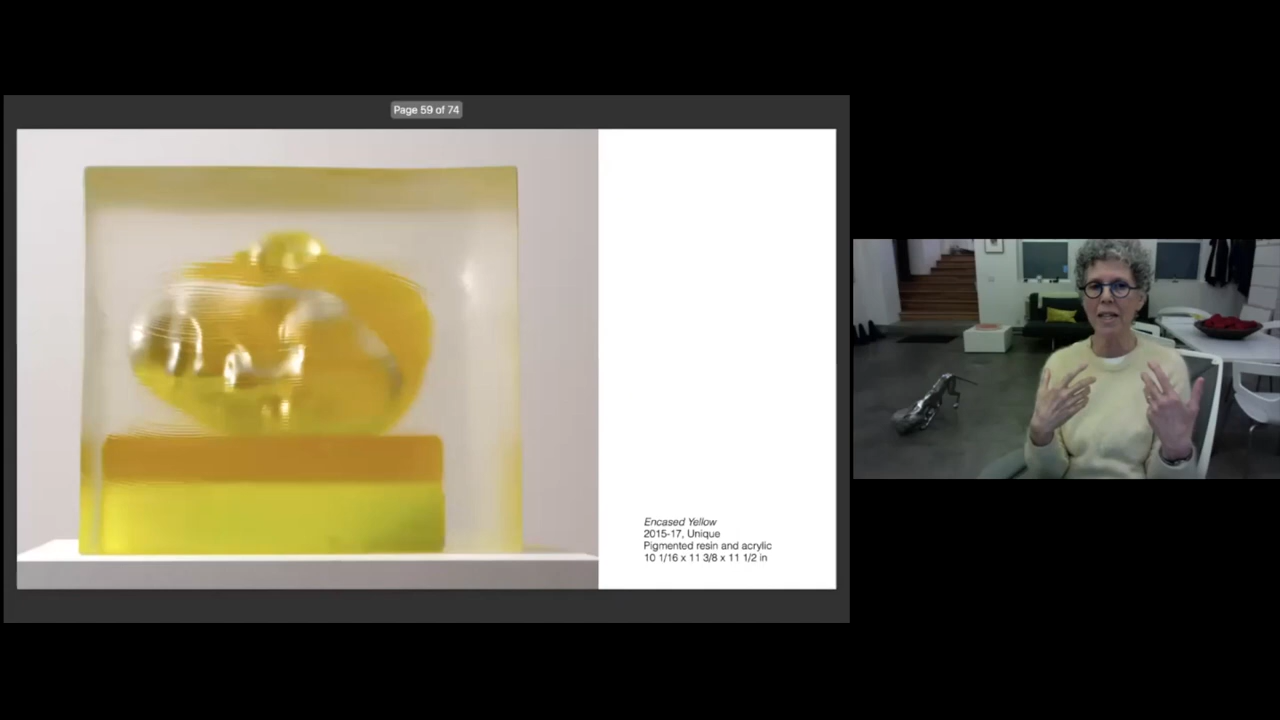 Page 59 of 74
Encased Yellow
2015-17, Unique
Pigmented resin and acrylic
10 1/16 x 11 3/8 x 11 1/2 in